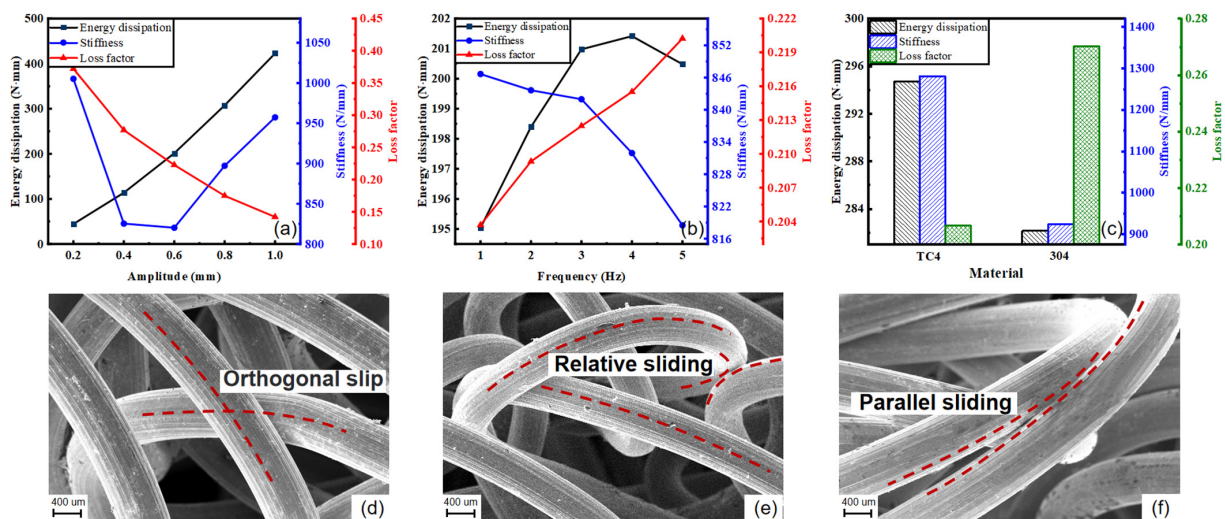 Energy dissipation
Stiffness
Loss factor
Energy dissipation (N·mm)
500
400
300
200
100
50
0
0.2
0.4
0.6
0.8
1.0
Amplitude (mm)
(a)
1050
1000
950
900
850
800
Stiffness (N/mm)
0.45
0.40
0.35
0.30
0.25
0.20
0.15
0.10
Loss factor
Energy dissipation
Stiffness
Loss factor
Energy dissipation (N·mm)
202
201
200
199
198
196
195
1
2
3
4
5
Frequency (Hz)
(b)
852
846
840
834
828
821
816
Stiffness (N/mm)
0.222
0.219
0.216
0.213
0.210
0.207
0.204
Loss factor
Energy dissipation
Stiffness
Loss factor
Energy dissipation (N·mm)
300
296
292
288
284
TC4
304
Material
(c)
1400
1300
1200
1100
1000
900
Stiffness (N/mm)
0.28
0.26
0.24
0.22
0.20
Loss factor
Orthogonal slip
400 um
(d)
Relative sliding
400 um
(e)
Parallel sliding
400 um
(f)